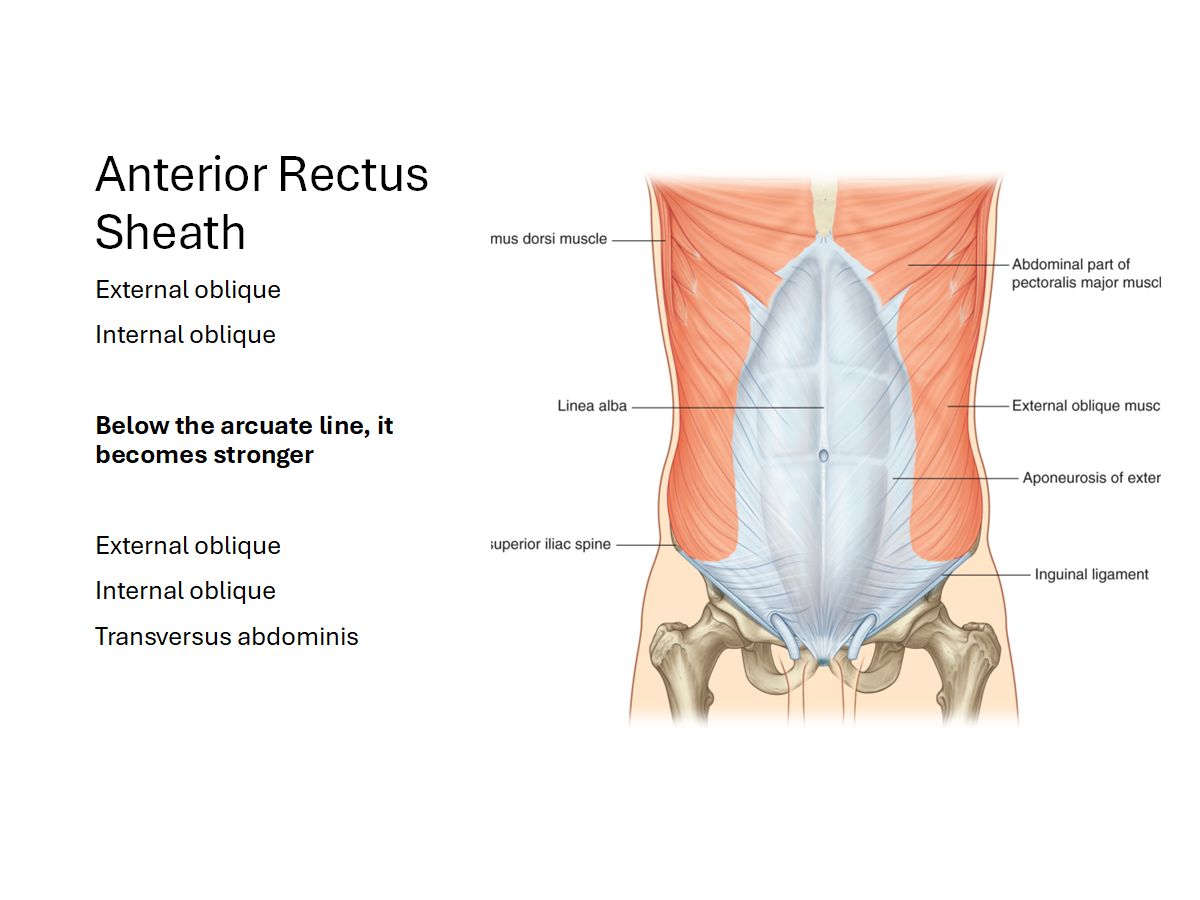 Anterior Rectus
Sheath
External oblique
Internal oblique
Below the arcuate line, it
becomes stronger
External oblique
Internal oblique
Transversus abdominis
mus dorsi muscle
Abdominal part of
pectoralis major muscl
Linea alba
External oblique musc
Aponeurosis of exter
superior iliac spine
Inguinal ligament